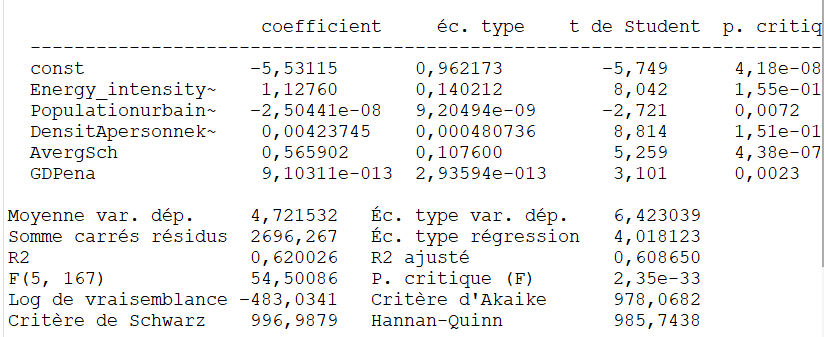 coefficient éc. type t de Student p. critiq
----------------------------------------------------------------
const -5,53115 0,962173 -5,749 4,18e-08
Energy_intensity~ 1,12760 0,140212 8,042 1,55e-01
Populationurbain~ -2,50441e-08 9,20494e-09 -2,721 0,0072
DensitApersonnek~ 0,00423745 0,000480736 8,814 1,51e-01
AvergSch 0,565902 0,107600 5,259 4,38e-07
GDPena 9,10311e-013 2,93594e-013 3,101 0,0023
Moyenne var. dép. 4,721532 Éc. type var. dép. 6,423039
Somme carrés résidus 2696,267 Éc. type régression 4,018123
R2 0,620026 R2 ajusté 0,608650
F(5, 167) 54,50086 P. critique (F) 2,35e-33
Log de vraisemblance -483,0341 Critère d'Akaike 978,0682
Critère de Schwarz 996,9879 Hannan-Quinn 985,7438